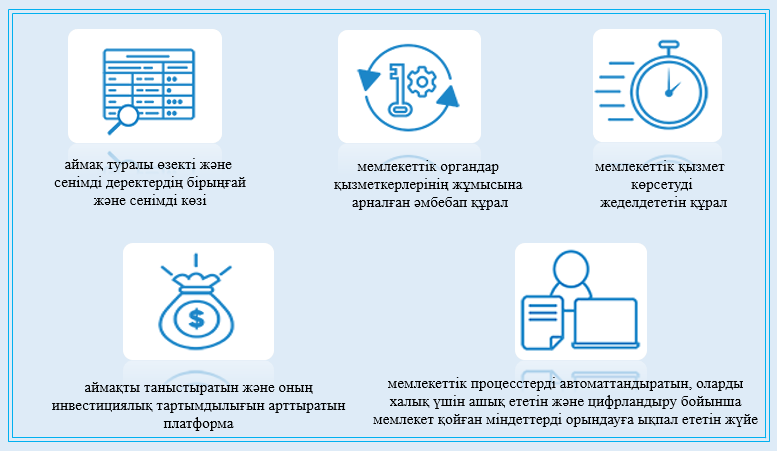 аймақ туралы өзекті және
сенімді деректердің бірыңғай
және сенімді көзі
мемлекеттік органдар
қызметкерлерінің жұмысына
арналған әмбебап құрал
мемлекеттік қызмет
көрсетуді
жеделдететін құрал
$
аймақты таныстыратын және оның
инвестициялық тартымдылығын арттыратын
платформа
мемлекеттік процесстерді автоматтандыратын, оларды
халық үшін ашық ететін және цифрландыру бойынша
мемлекет қойған міндеттерді орындауға ықпал ететін жүйе